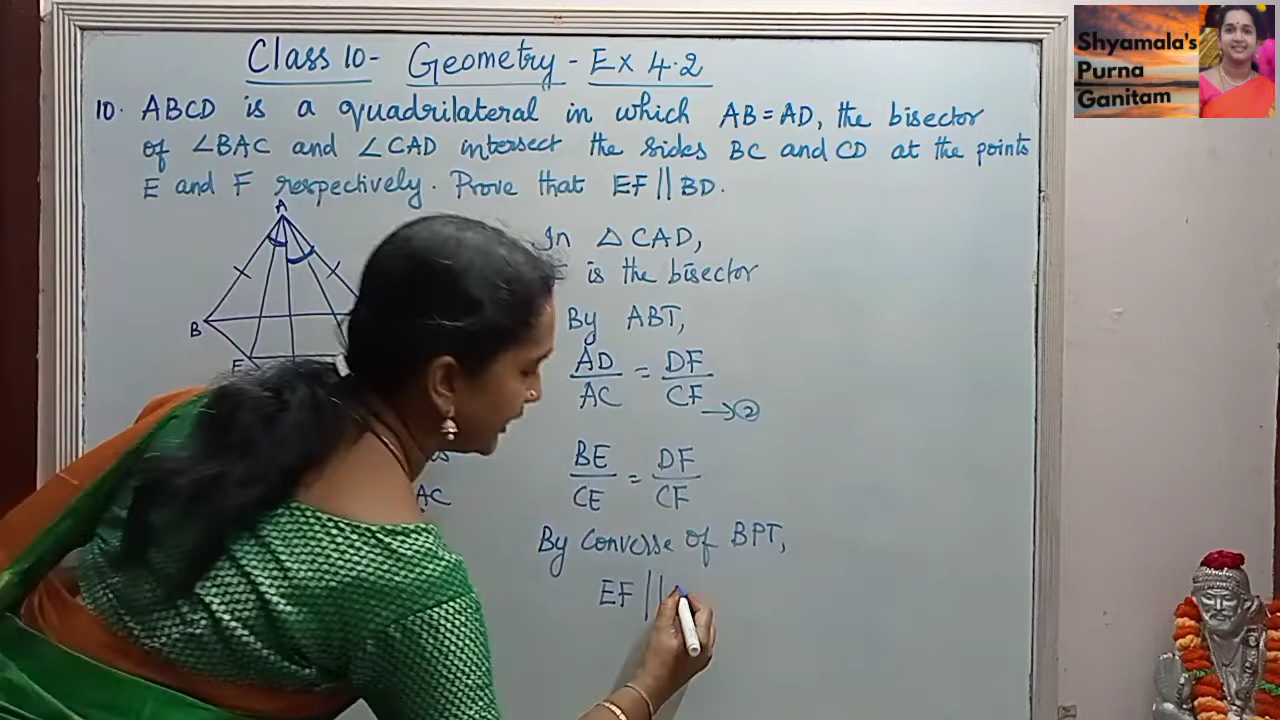 Class 10- Geometry - Ex 4.2
10. ABCD is a quadrilateral in which AB = AD, the bisector
of ∠BAC and ∠CAD intersect the sides BC and CD at the points
E and F respectively. Prove that EF || BD.
A
B
E
In △CAD,
is the bisector
By ABT,
AD/AC = DF/CF → ②
BE/CE = DF/CF
AC
By converse of BPT,
EF ||
Shyamala's
Purna
Ganitam